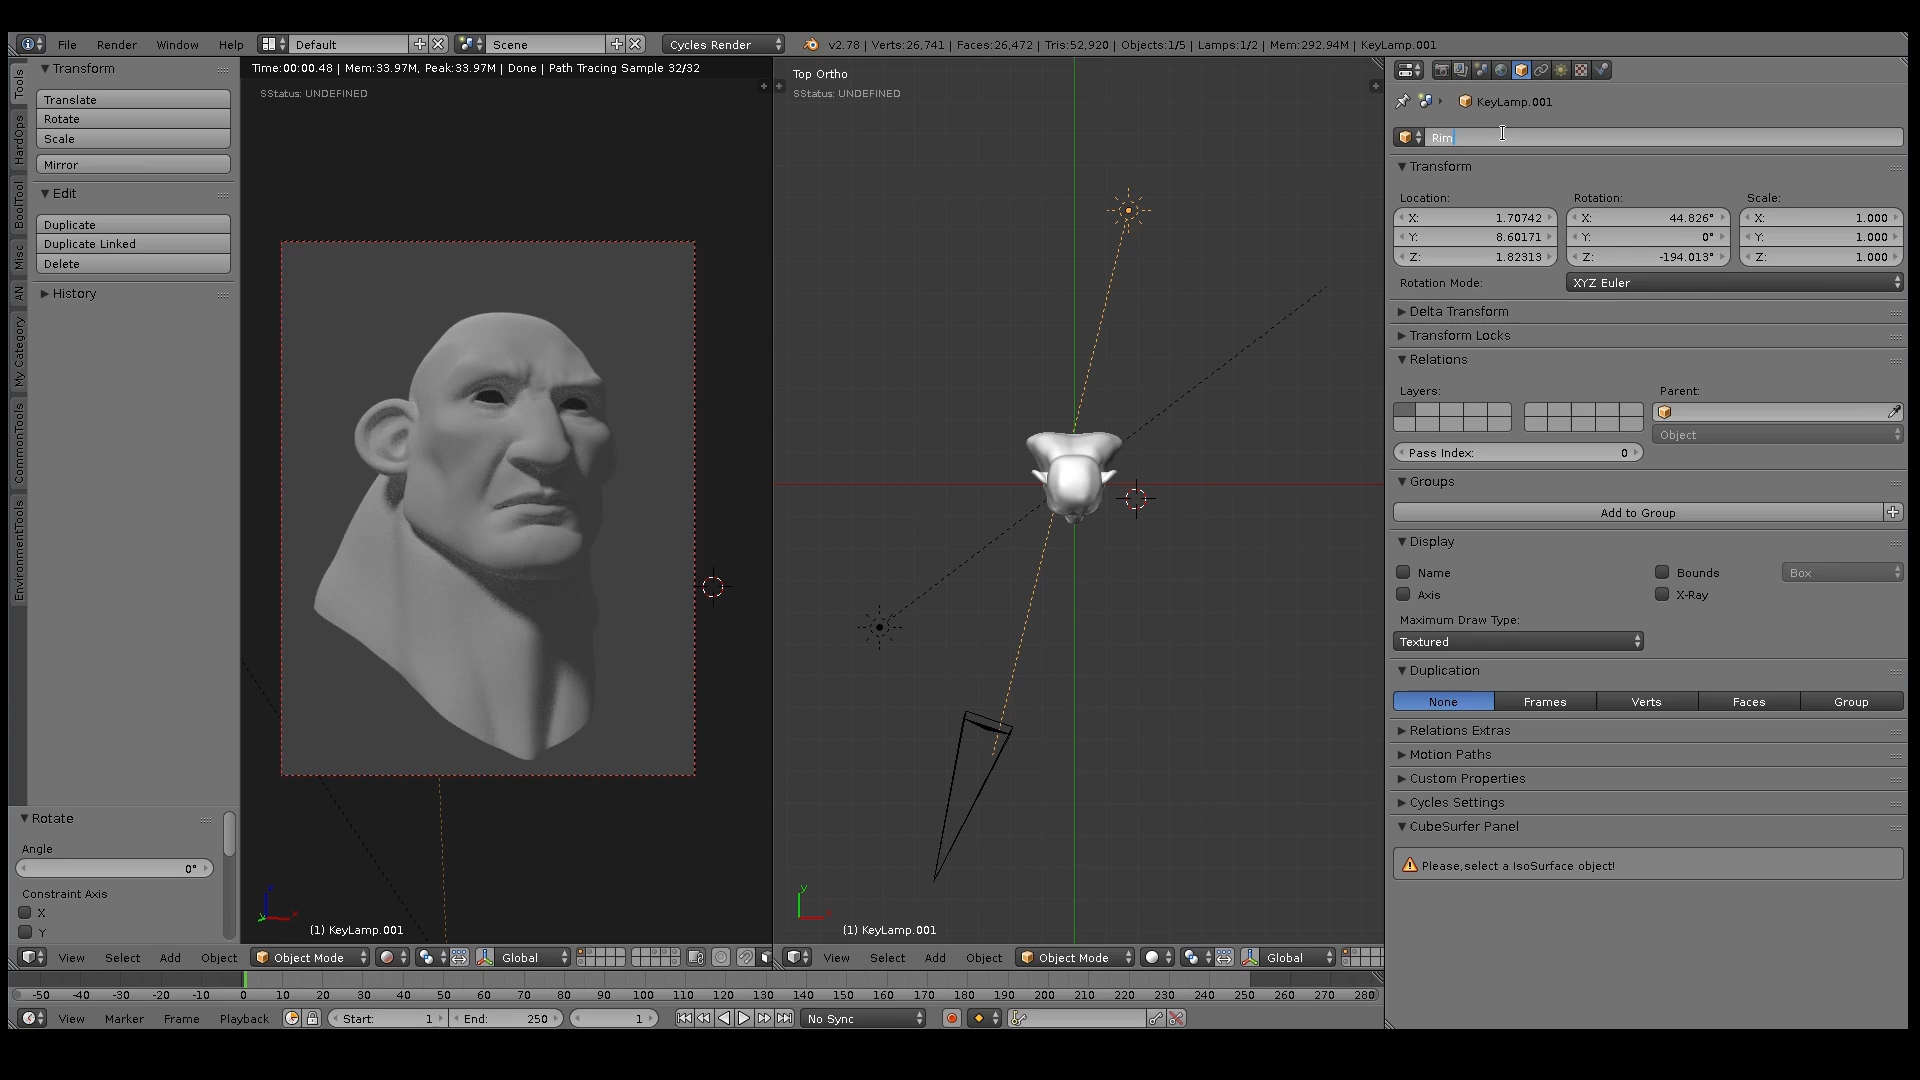 File Render Window Help Default Scene Cycles Render v2.78 | Verts:26,741 | Faces:26,472 | Tris:52,920 | Objects:1/5 | Lamps:1/2 | Mem:292.94M | KeyLamp.001
Tools
HardOps
BoolTool
Misc
AN
My Category
CommonTools
EnvironmentTools
Transform
Translate
Rotate
Scale
Mirror
Edit
Duplicate
Duplicate Linked
Delete
History
Rotate
Angle
0°
Constraint Axis
X
Y
Time:00:00.48 | Mem:33.97M, Peak:33.97M | Done | Path Tracing Sample 32/32
SStatus: UNDEFINED
(1) KeyLamp.001
View Select Add Object Object Mode Global
Top Ortho
SStatus: UNDEFINED
y
(1) KeyLamp.001
View Select Add Object Object Mode Global
KeyLamp.001
Rim
Transform
Location: Rotation: Scale:
X: 1.70742 X: 44.826° X: 1.000
Y: 8.60171 Y: 0° Y: 1.000
Z: 1.82313 Z: -194.013° Z: 1.000
Rotation Mode: XYZ Euler
Delta Transform
Transform Locks
Relations
Layers: Parent:
Object
Pass Index: 0
Groups
Add to Group
Display
Name Bounds Box
Axis X-Ray
Maximum Draw Type:
Textured
Duplication
None Frames Verts Faces Group
Relations Extras
Motion Paths
Custom Properties
Cycles Settings
CubeSurfer Panel
Please,select a IsoSurface object!
-50 -40 -30 -20 -10 0 10 20 30 40 50 60 70 80 90 100 110 120 130 140 150 160 170 180 190 200 210 220 230 240 250 260 270 280
View Marker Frame Playback Start: 1 End: 250 1 No Sync